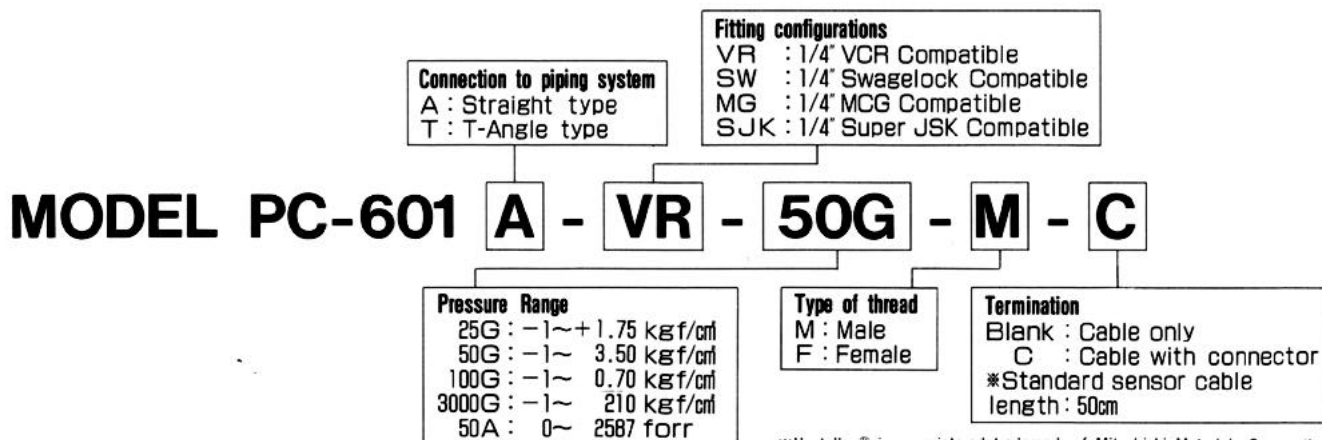 Fitting configurations
VR : 1/4" VCR Compatible
SW : 1/4" Swagelock Compatible
MG : 1/4" MCG Compatible
SJK : 1/4" Super JSK Compatible
Connection to piping system
A : Straight type
T : T-Angle type
MODEL PC-601 A - VR - 50G - M - C
Pressure Range
25G : -1~+1.75 kgf/c㎡
50G : -1~ 3.50 kgf/c㎡
100G : -1~ 0.70 kgf/c㎡
3000G : -1~ 210 kgf/c㎡
50A : 0~ 2587 forr
Type of thread
M : Male
F : Female
Termination
Blank : Cable only
C : Cable with connector
※Standard sensor cable
length : 50cm